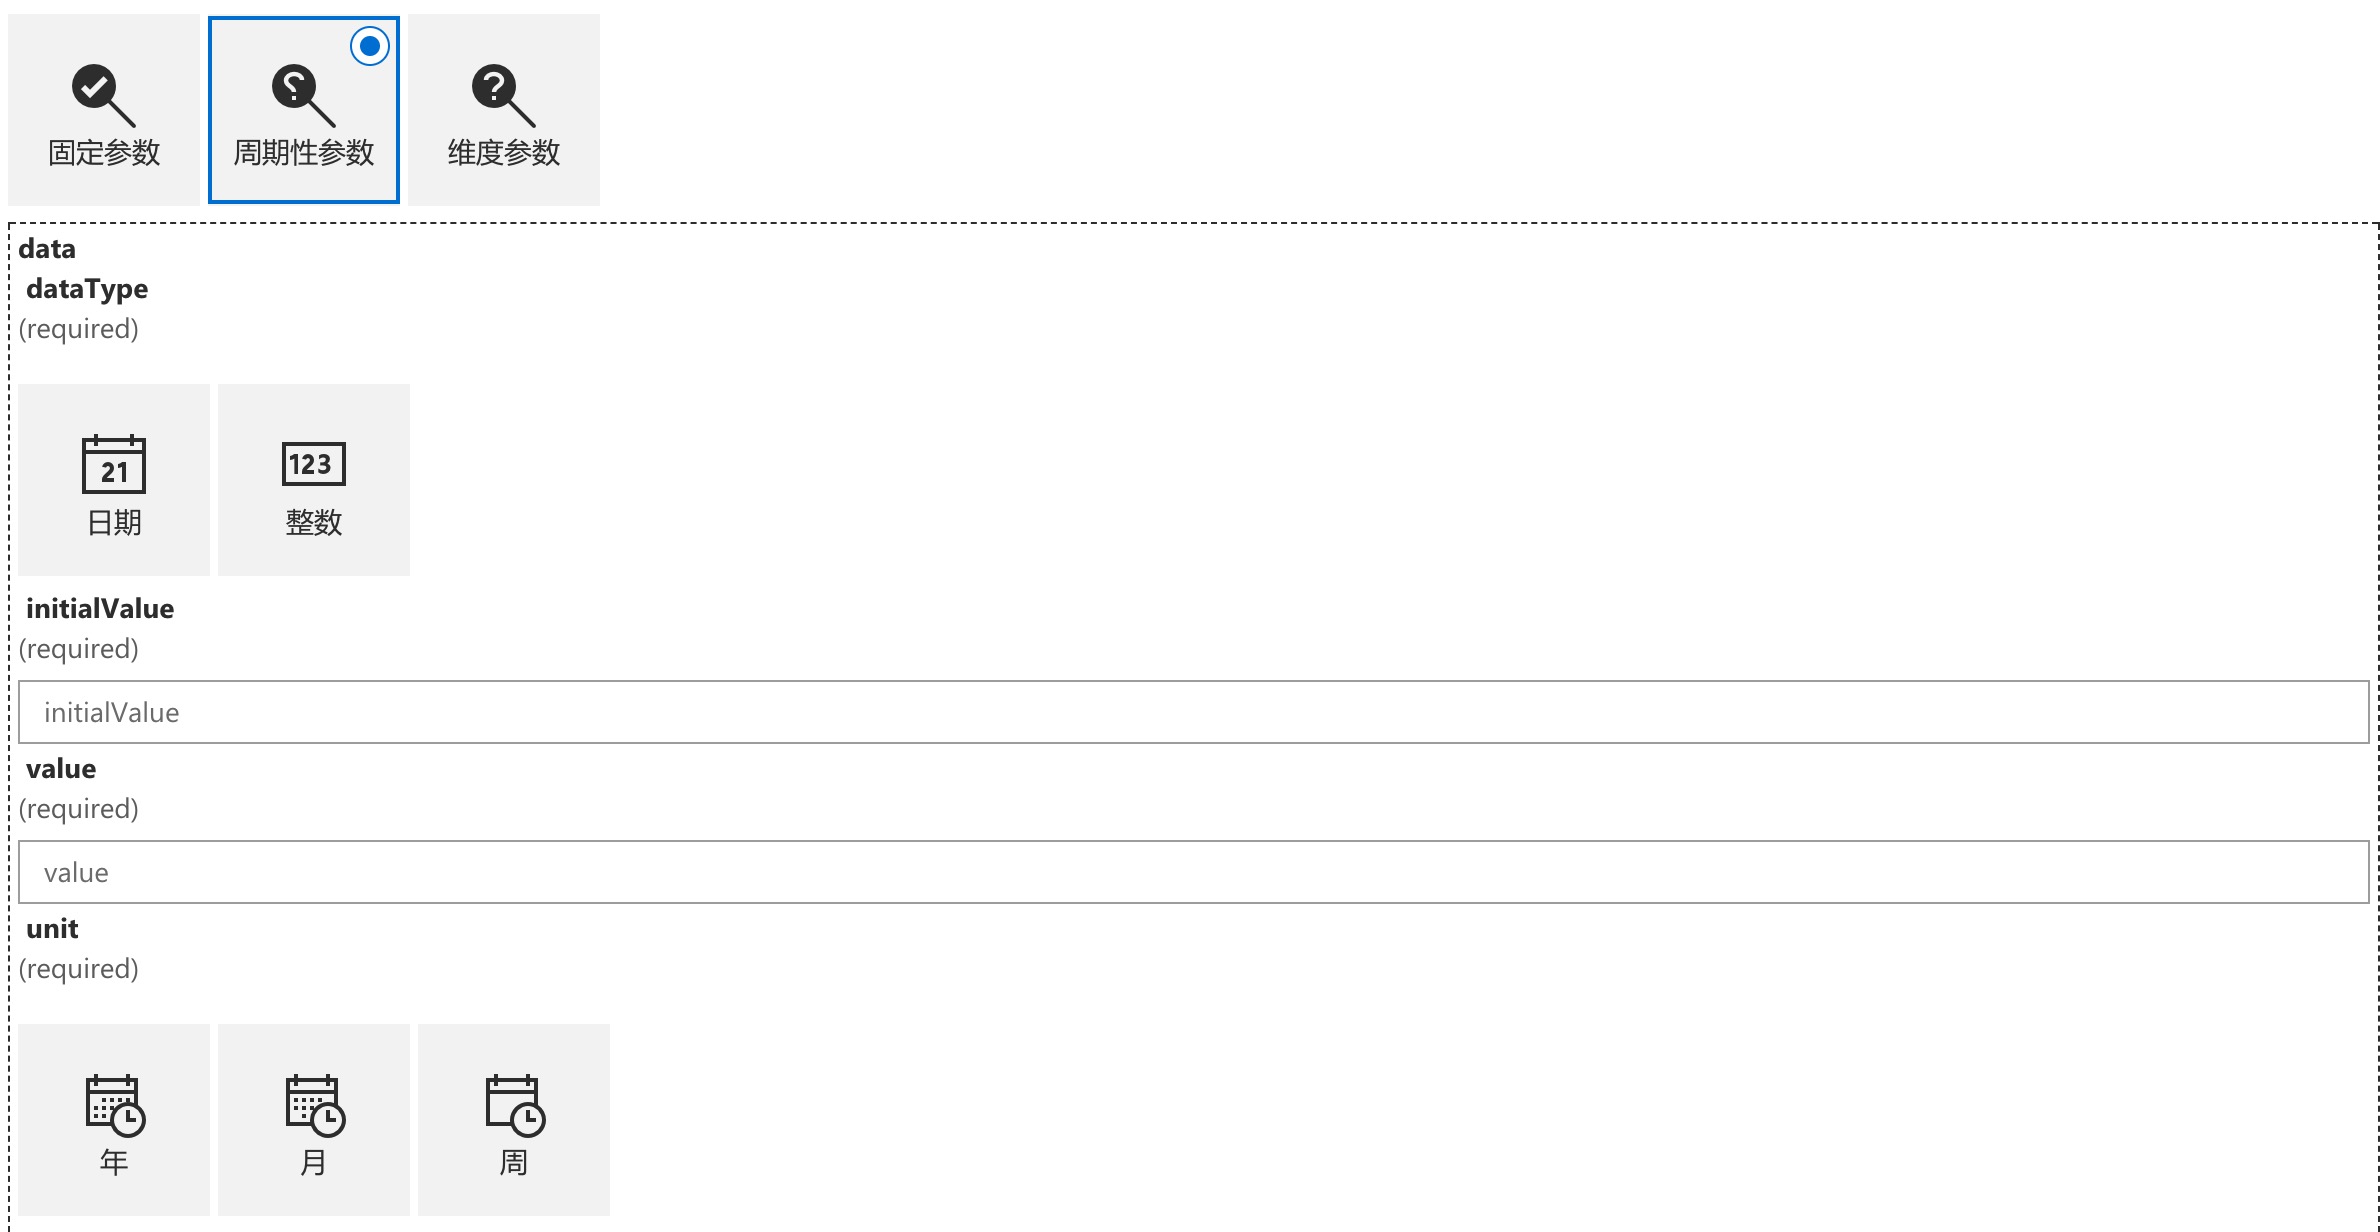 固定参数
周期性参数
维度参数
data
dataType
(required)
21
日期
123
整数
initialValue
(required)
initialValue
value
(required)
value
unit
(required)
年
月
周